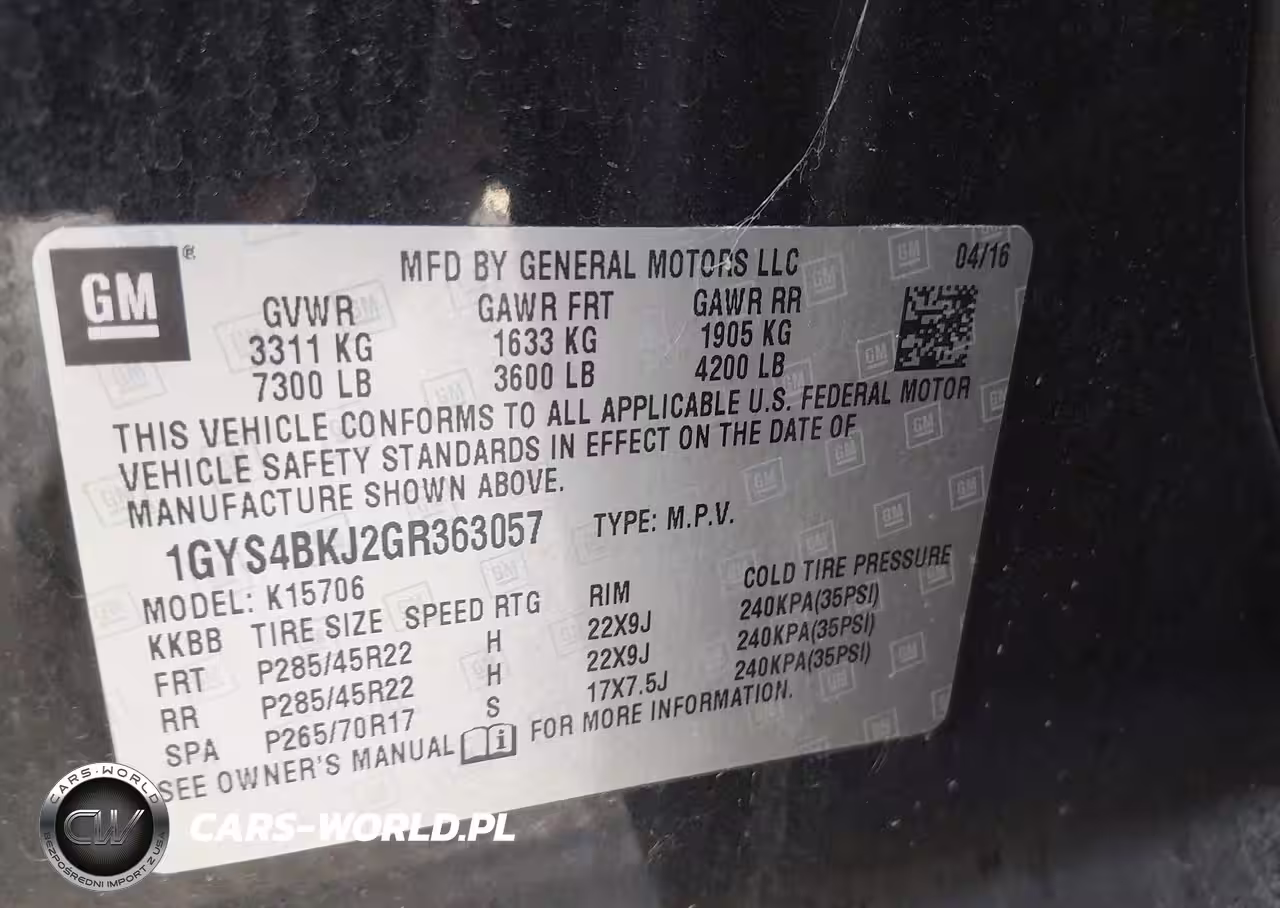 GM
®
MFD BY GENERAL MOTORS LLC 04/16
GVWR GAWR FRT GAWR RR
3311 KG 1633 KG 1905 KG
7300 LB 3600 LB 4200 LB
THIS VEHICLE CONFORMS TO ALL APPLICABLE U.S. FEDERAL MOTOR
VEHICLE SAFETY STANDARDS IN EFFECT ON THE DATE OF
MANUFACTURE SHOWN ABOVE.
1GYS4BKJ2GR363057 TYPE: M.P.V.
MODEL: K15706
KKBB TIRE SIZE SPEED RTG RIM COLD TIRE PRESSURE
FRT P285/45R22 H 22X9J 240KPA(35PSI)
RR P285/45R22 H 22X9J 240KPA(35PSI)
SPA P265/70R17 S 17X7.5J 240KPA(35PSI)
SEE OWNER'S MANUAL i FOR MORE INFORMATION.
CARS-WORLD
CW
BEZPOŚREDNI IMPORT Z USA
CARS-WORLD.PL